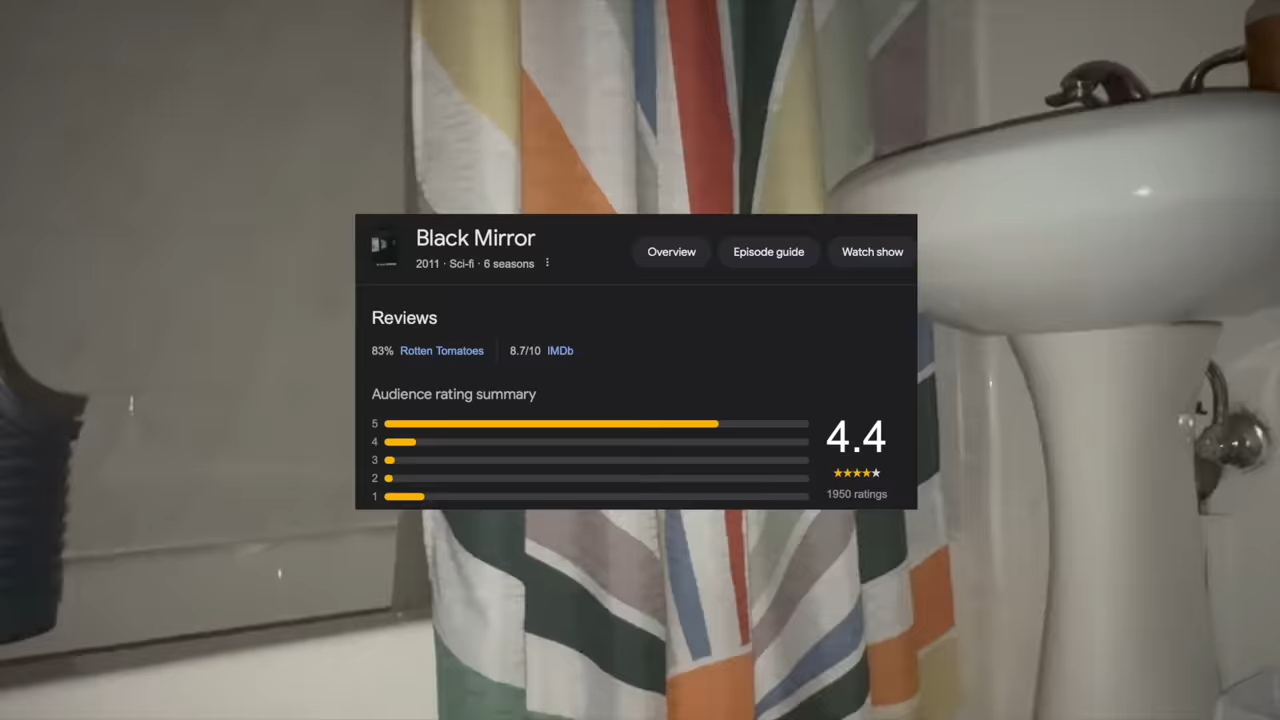 Black Mirror
2011 · Sci-fi · 6 seasons
Overview
Episode guide
Watch show
Reviews
83% Rotten Tomatoes
8.7/10 IMDb
Audience rating summary
5
4
3
2
1
4.4
1950 ratings